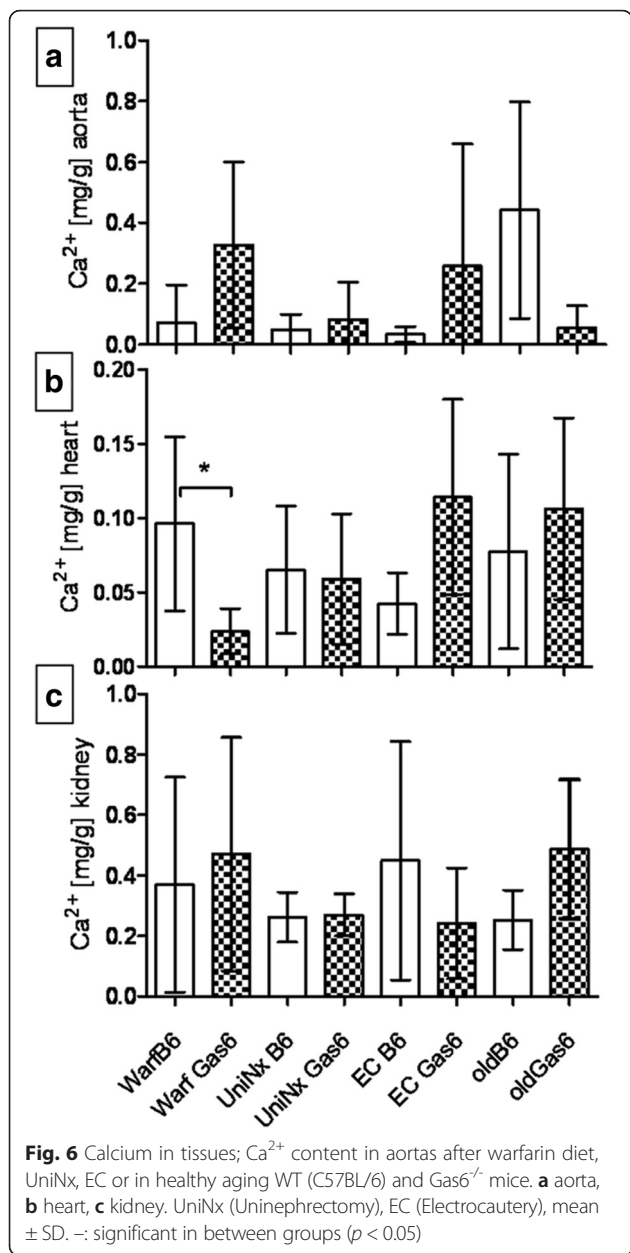 a
1.0
0.8
0.6
0.4
0.2
0.0
Ca2+ [mg/g] aorta
b
0.20
0.15
0.10
0.05
0.00
Ca2+ [mg/g] heart
*
c
1.0
0.8
0.6
0.4
0.2
0.0
Ca2+ [mg/g] kidney
WarfB6
Warf Gas6
UniNx B6
UniNx Gas6
EC B6
EC Gas6
oldB6
oldGas6
Fig. 6 Calcium in tissues; Ca2+ content in aortas after warfarin diet,
UniNx, EC or in healthy aging WT (C57BL/6) and Gas6-/- mice. a aorta,
b heart, c kidney. UniNx (Uninephrectomy), EC (Electrocautery), mean
± SD. –: significant in between groups (p < 0.05)